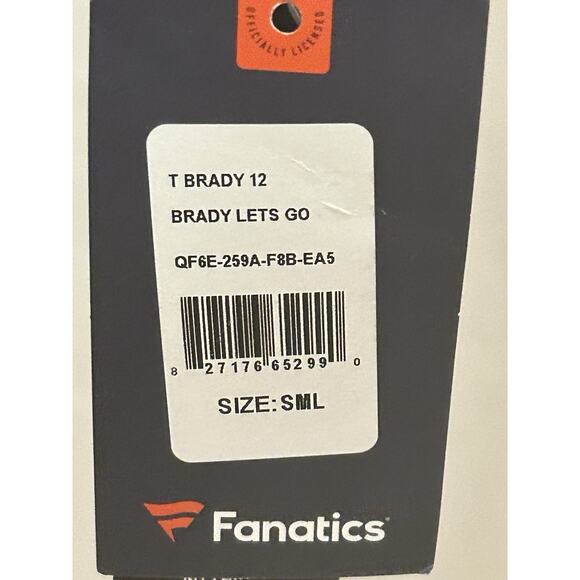 OFFICIALLY LICENSED
T BRADY 12
BRADY LETS GO
QF6E-259A-F8B-EA5
8 27176 65299 0
SIZE: SML
Fanatics